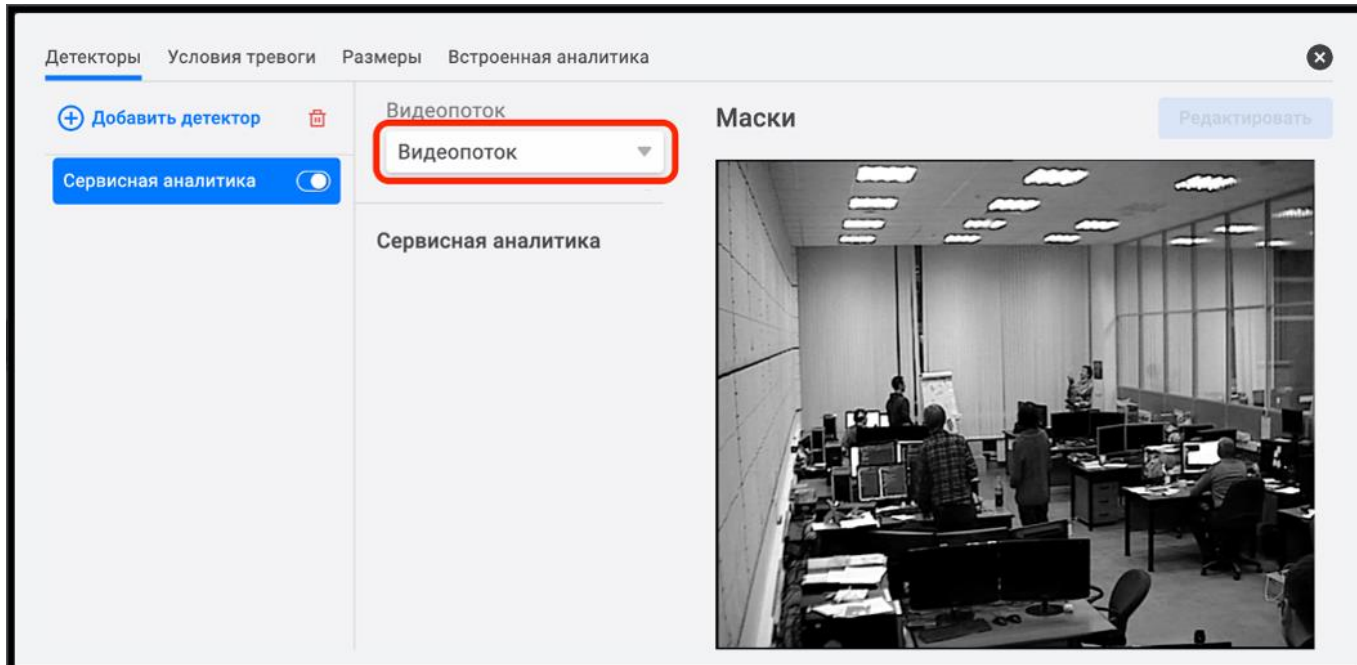 Детекторы Условия тревоги Размеры Встроенная аналитика
Добавить детектор
Сервисная аналитика
Видеопоток
Видеопоток
Сервисная аналитика
Маски
Редактировать